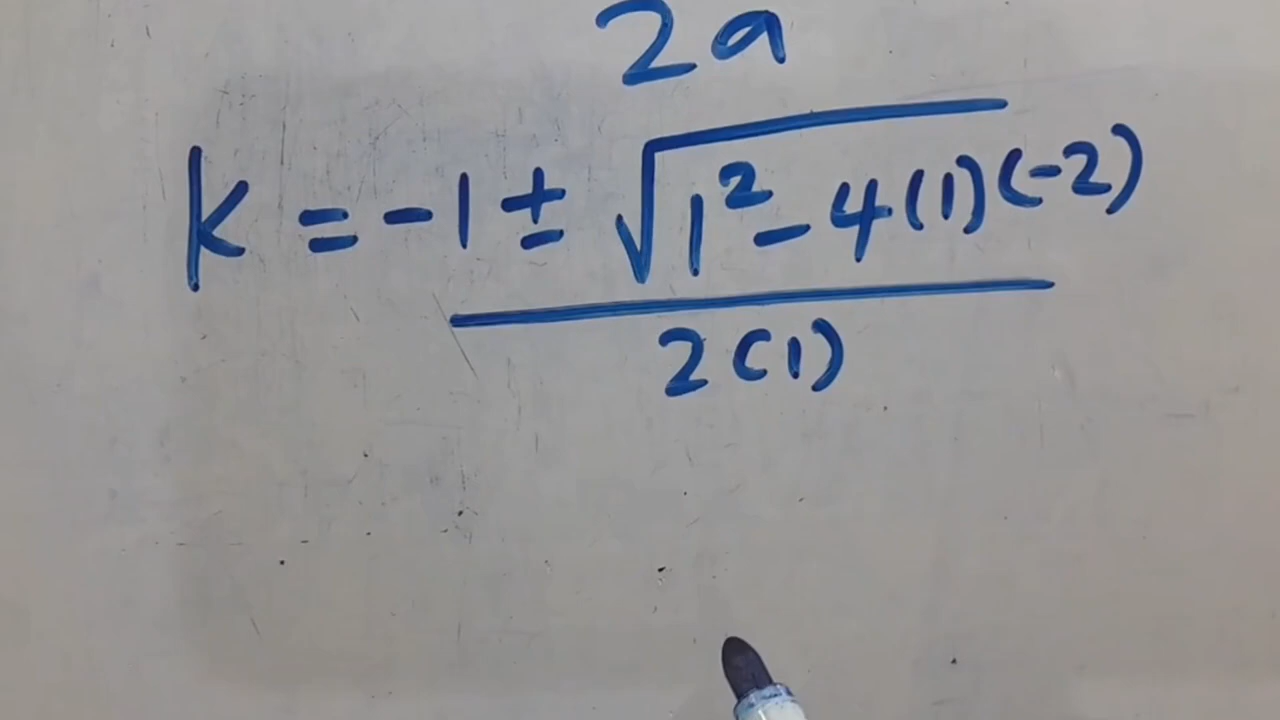 2a
k = -1 ± √1² - 4(1)(-2)
2(1)